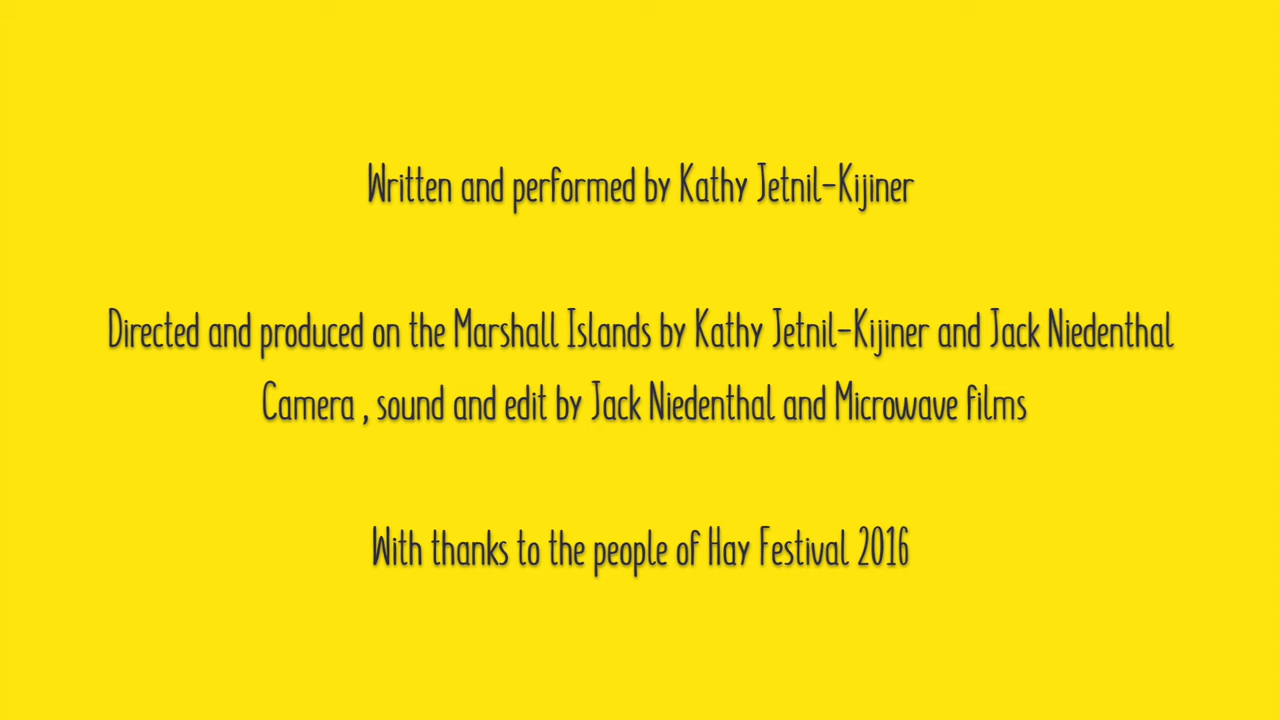 Written and performed by Kathy Jetnil-Kijiner
Directed and produced on the Marshall Islands by Kathy Jetnil-Kijiner and Jack Niedenthal
Camera , sound and edit by Jack Niedenthal and Microwave films
With thanks to the people of Hay Festival 2016